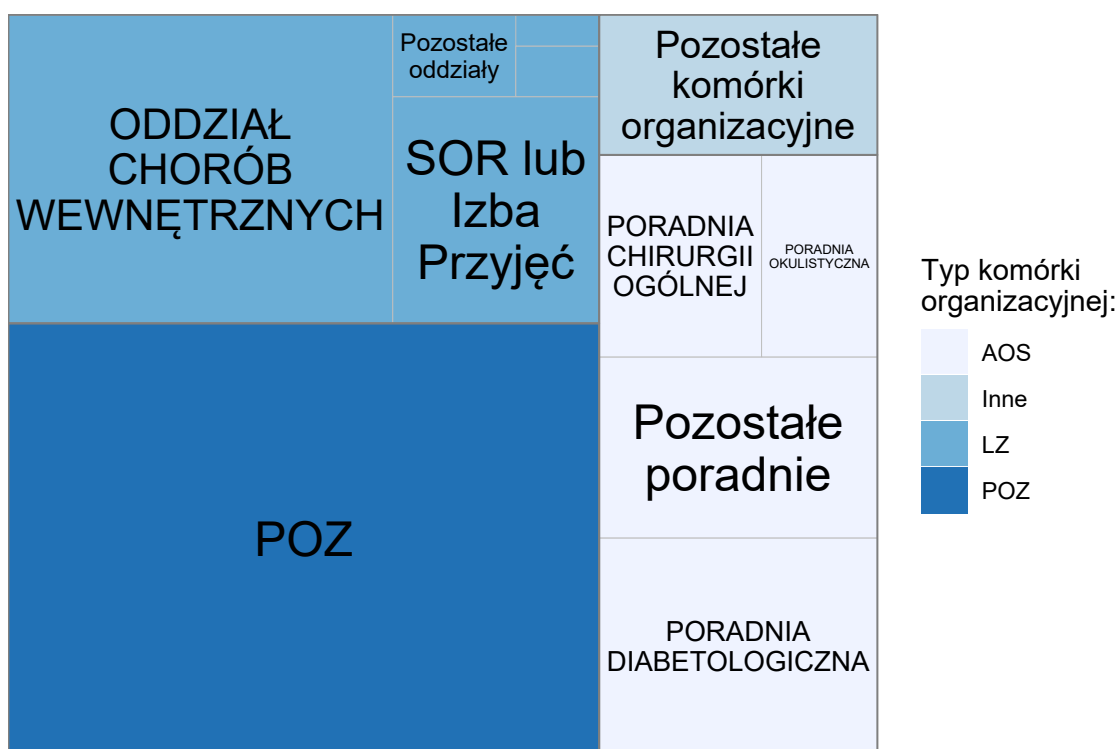 ODDZIAŁ
CHORÓB
WEWNĘTRZNYCH
Pozostałe
oddziały
SOR lub
Izba
Przyjęć
POZ
Pozostałe
komórki
organizacyjne
PORADNIA
CHIRURGII
OGÓLNEJ
PORADNIA
OKULISTYCZNA
Pozostałe
poradnie
PORADNIA
DIABETOLOGICZNA
Typ komórki
organizacyjnej:
AOS
Inne
LZ
POZ